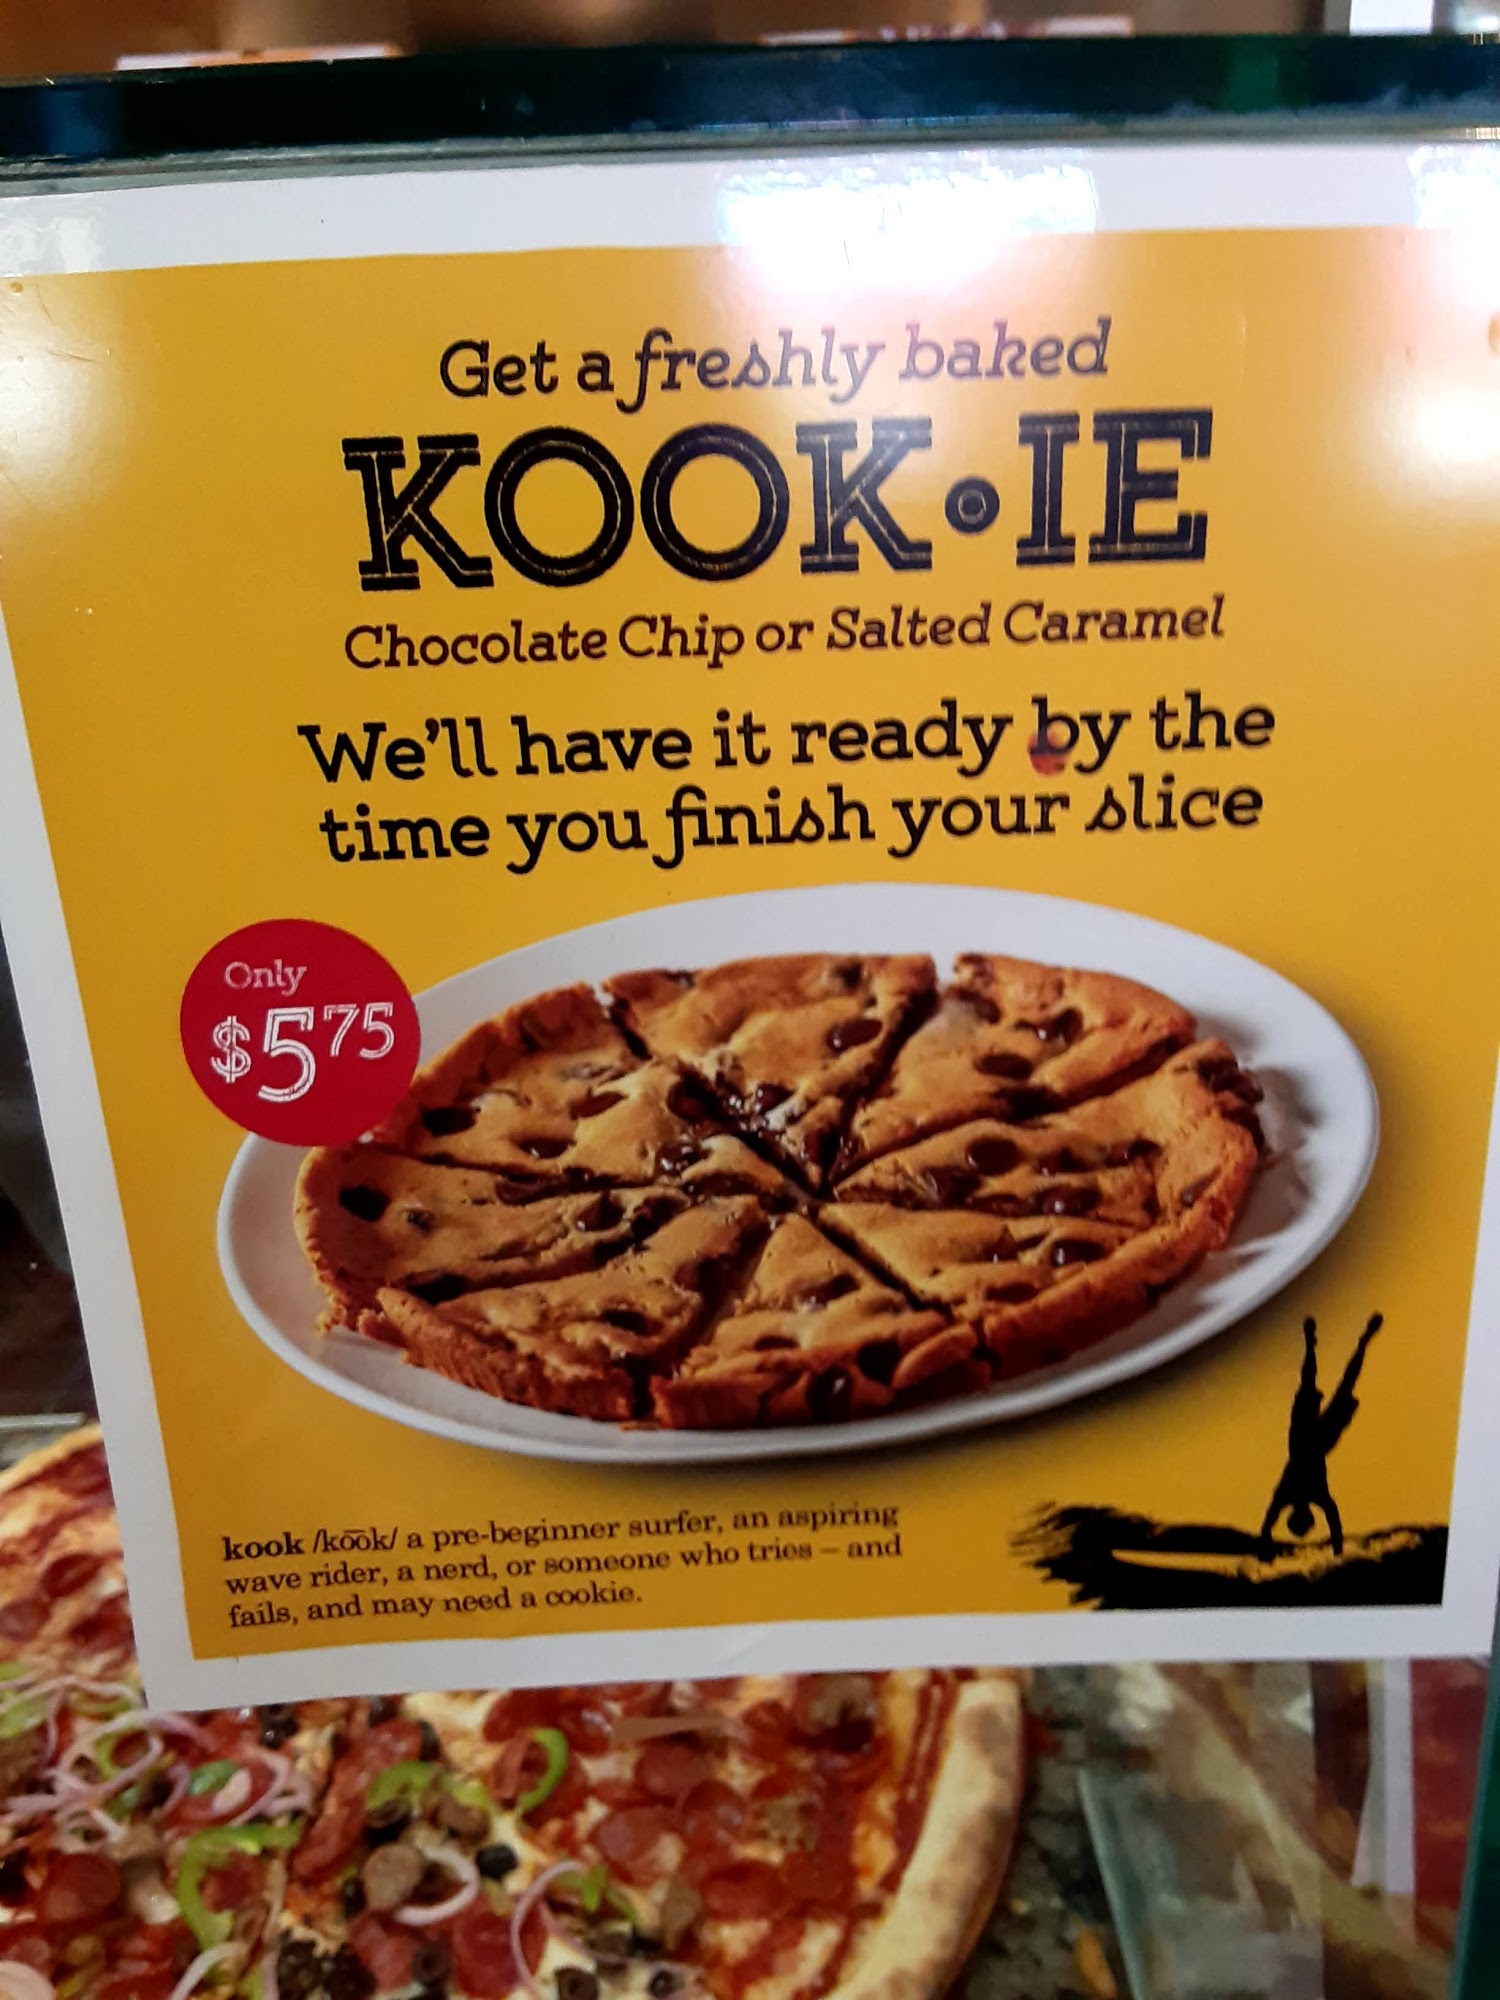 Get a freshly baked
KOOK•IE
Chocolate Chip or Salted Caramel
We'll have it ready by the
time you finish your slice
Only
$5 75
kook /ko͞ok/ a pre-beginner surfer, an aspiring
wave rider, a nerd, or someone who tries – and
fails, and may need a cookie.